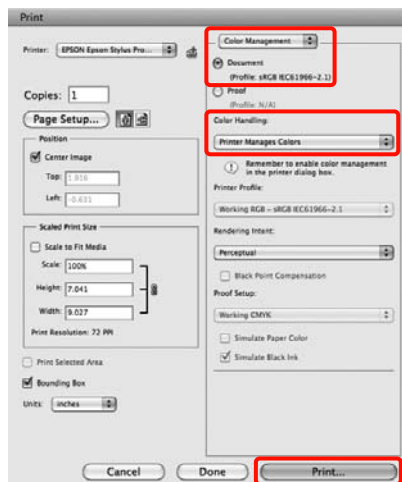 Print
Printer: EPSON Epson Stylus Pro...
Copies: 1
Page Setup...
Position
Center Image
Top: 1.816
Left: -0.631
Scaled Print Size
Scale to Fit Media
Scale: 100%
Height: 7.041
Width: 9.027
Print Resolution: 72 PPI
Print Selected Area
Bounding Box
Units: inches
Color Management
Document
(Profile: sRGB IEC61966-2.1)
Proof
(Profile: N/A)
Color Handling:
Printer Manages Colors
Remember to enable color management
in the printer dialog box.
Printer Profile:
Working RGB - sRGB IEC61966-2.1
Rendering Intent:
Perceptual
Black Point Compensation
Proof Setup:
Working CMYK
Simulate Paper Color
Simulate Black Ink
Cancel
Done
Print...